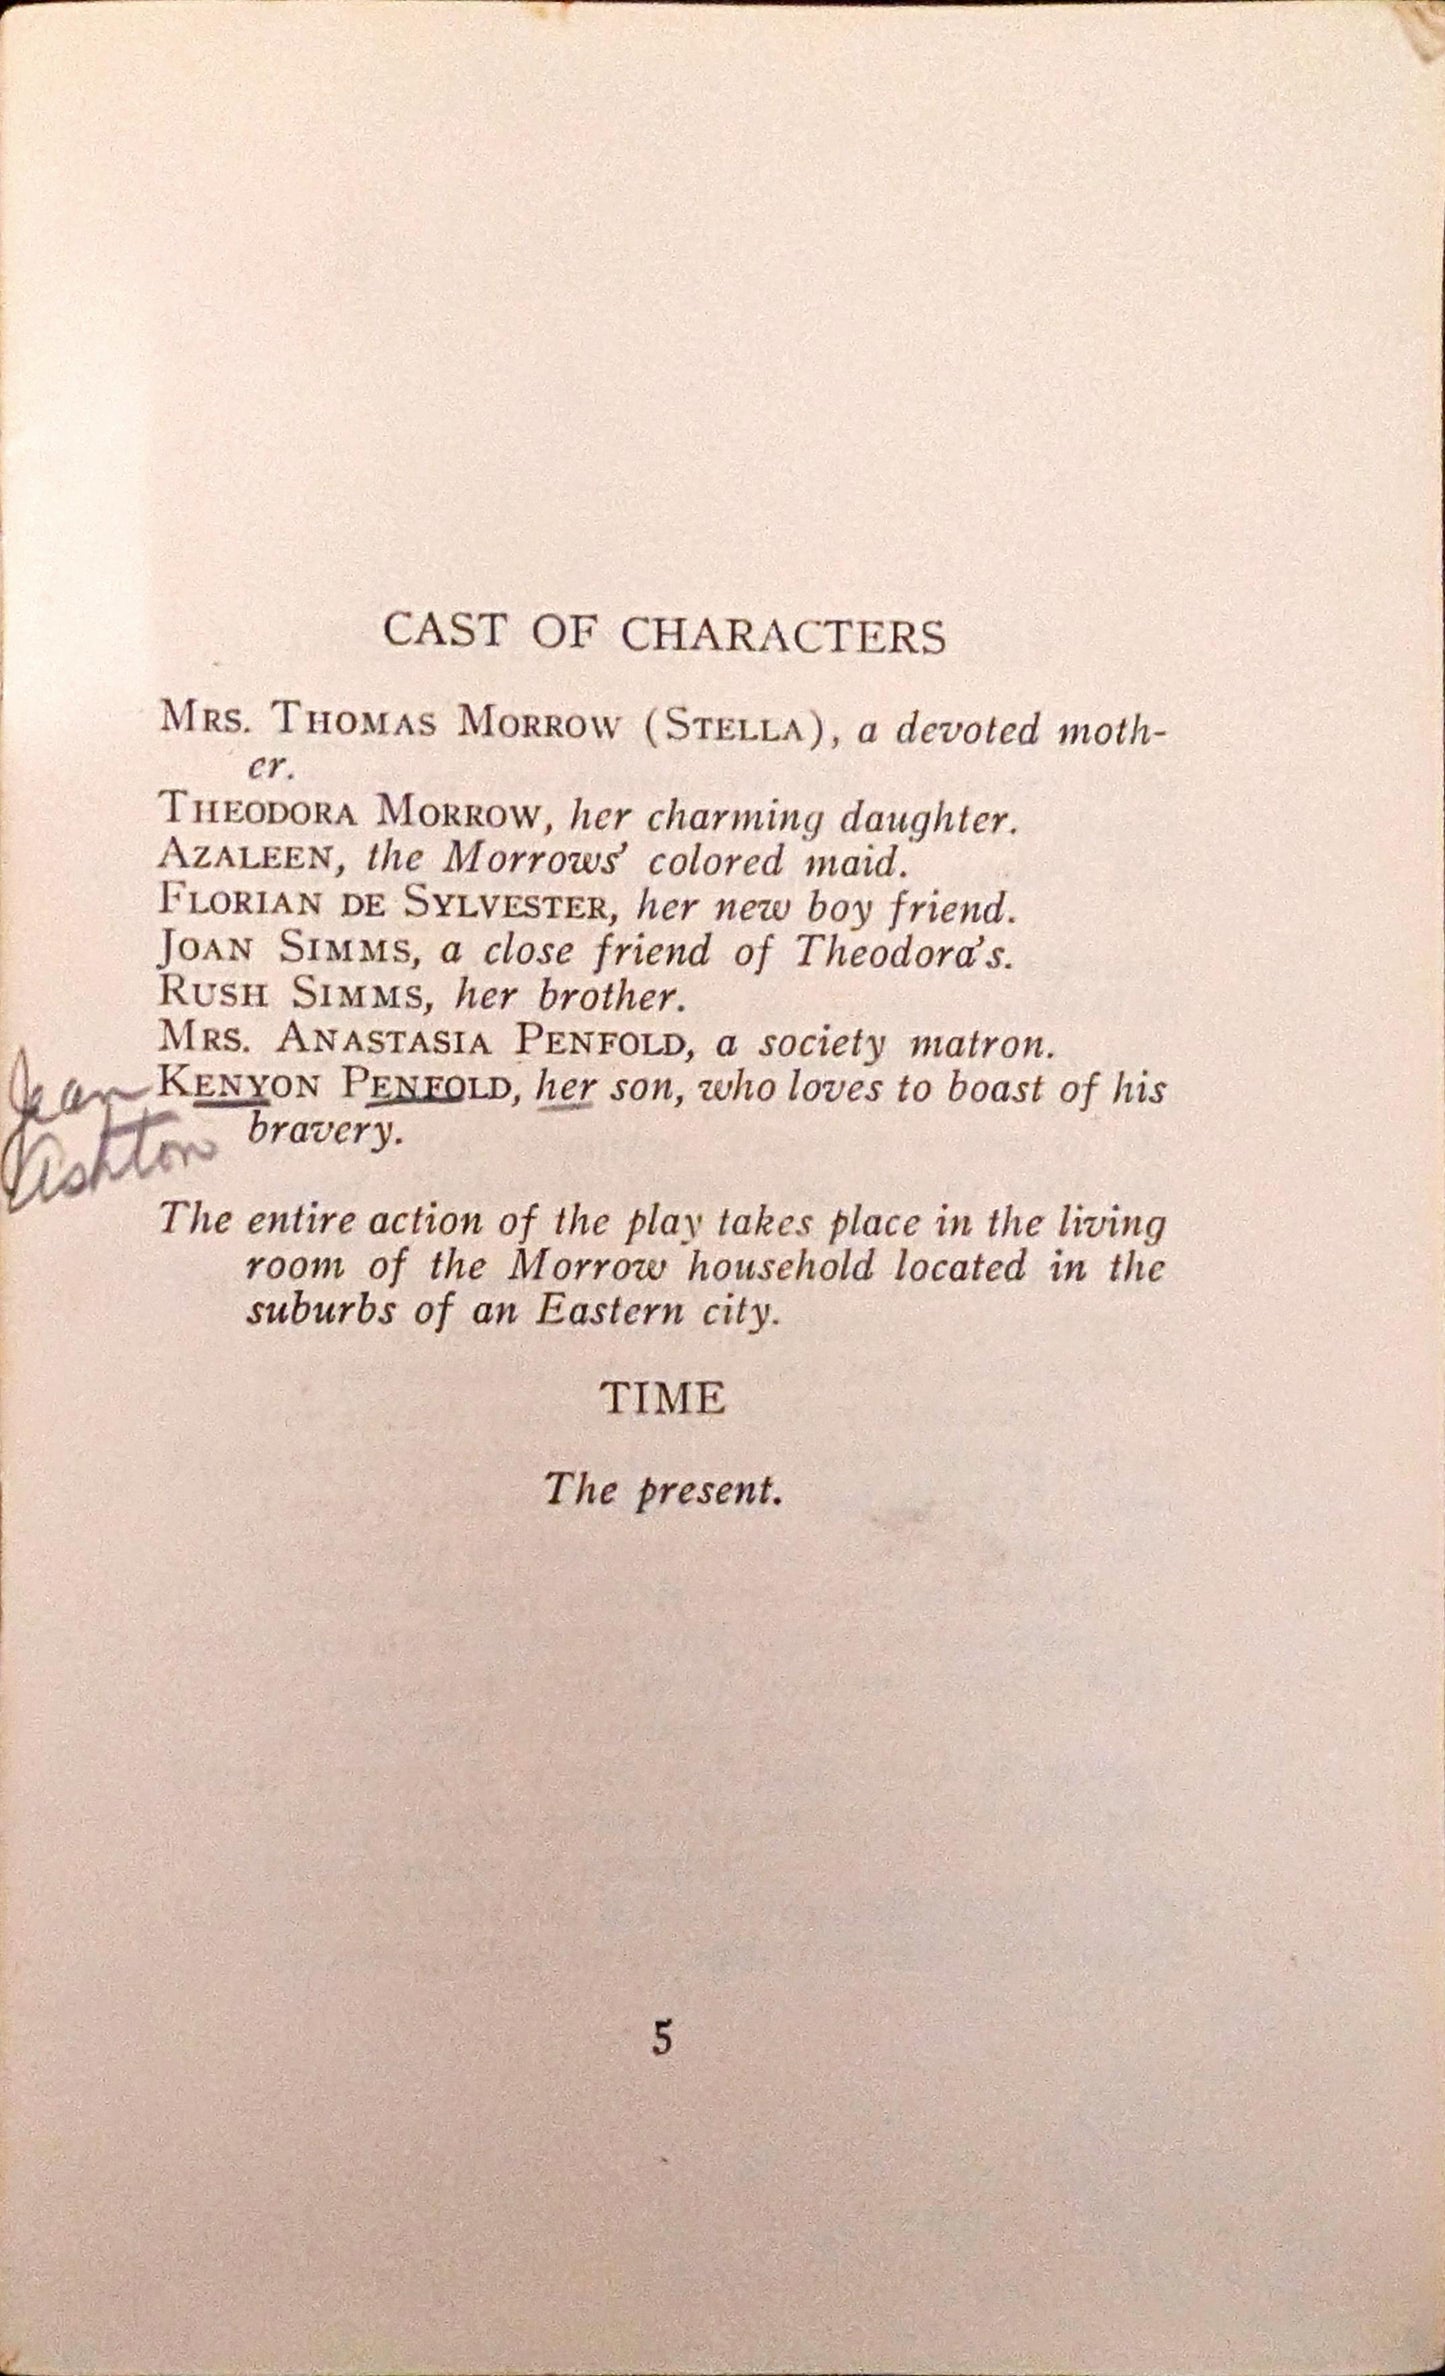 CAST OF CHARACTERS
MRS. THOMAS MORROW (STELLA), a devoted moth-
er.
THEODORA MORROW, her charming daughter.
AZALEEN, the Morrows' colored maid.
FLORIAN DE SYLVESTER, her new boy friend.
JOAN SIMMS, a close friend of Theodora's.
RUSH SIMMS, her brother.
MRS. ANASTASIA PENFOLD, a society matron.
Jean
KENYON PENFOLD, her son, who loves to boast of his
Ashton
bravery.
The entire action of the play takes place in the living
room of the Morrow household located in the
suburbs of an Eastern city.
TIME
The present.
5